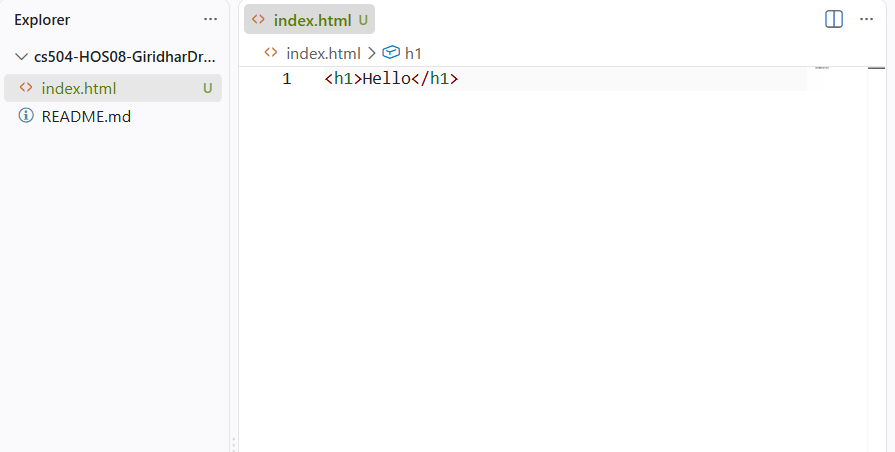 Explorer ···
cs504-HOS08-GiridharDr...
index.html U
README.md
index.html U ···
index.html > h1
1 <h1>Hello</h1>